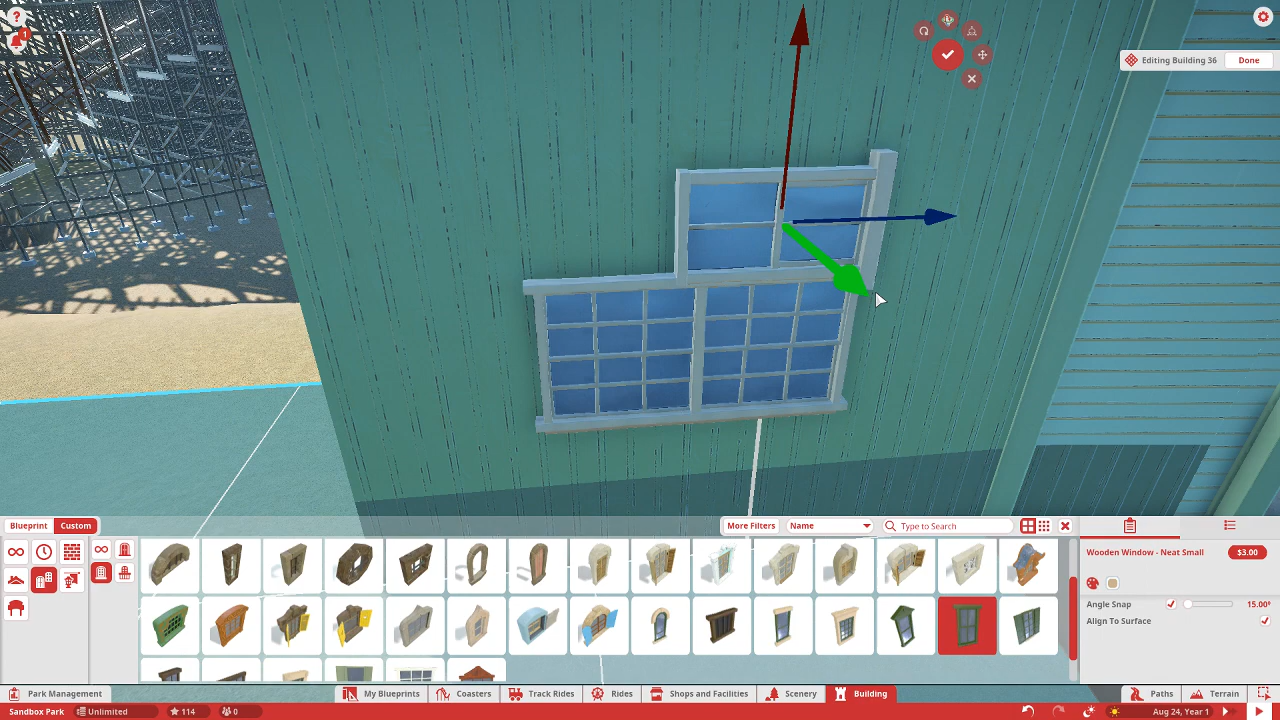 ?
1
Editing Building 36 Done
Blueprint Custom
More Filters Name Type to Search
Wooden Window - Neat Small $3.00
Angle Snap 15.00°
Align To Surface
Park Management My Blueprints Coasters Track Rides Rides Shops and Facilities Scenery Building Paths Terrain
Sandbox Park Unlimited 114 0 Aug 24, Year 1